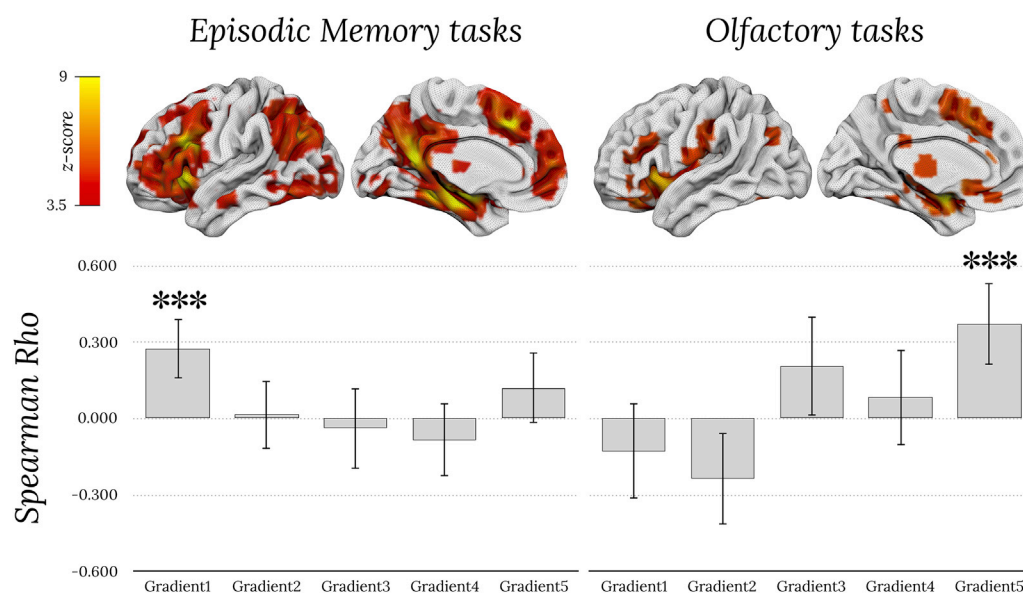 Episodic Memory tasks
Olfactory tasks
9
z-score
3.5
0.600
0.300
0.000
-0.300
-0.600
Spearman Rho
***
***
Gradient1 Gradient2 Gradient3 Gradient4 Gradient5
Gradient1 Gradient2 Gradient3 Gradient4 Gradient5